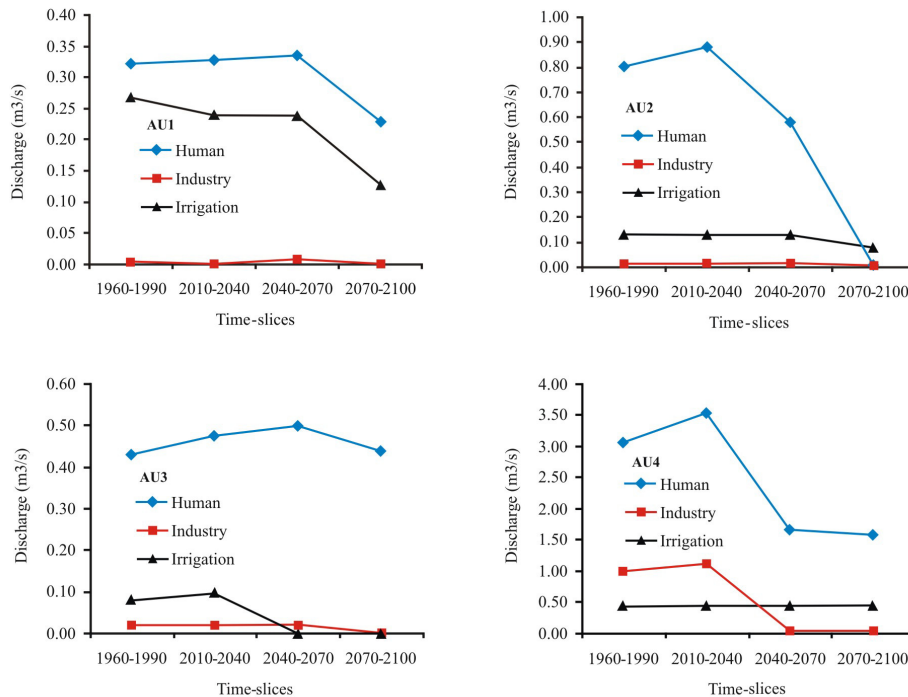 0.40
0.35
0.30
0.25
0.20
0.15
0.10
0.05
0.00
Discharge (m3/s)
AU1
Human
Industry
Irrigation
1960-1990 2010-2040 2040-2070 2070-2100
Time-slices
1.00
0.90
0.80
0.70
0.60
0.50
0.40
0.30
0.20
0.10
0.00
Discharge (m3/s)
AU2
Human
Industry
Irrigation
1960-1990 2010-2040 2040-2070 2070-2100
Time-slices
0.60
0.50
0.40
0.30
0.20
0.10
0.00
Discharge (m3/s)
AU3
Human
Industry
Irrigation
1960-1990 2010-2040 2040-2070 2070-2100
Time-slices
4.00
3.50
3.00
2.50
2.00
1.50
1.00
0.50
0.00
Discharge (m3/s)
AU4
Human
Industry
Irrigation
1960-1990 2010-2040 2040-2070 2070-2100
Time-slices